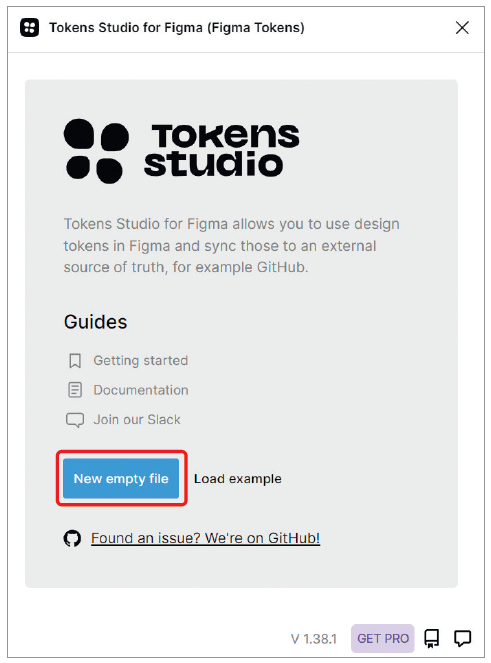 Tokens Studio for Figma (Figma Tokens)
Tokens
studio
Tokens Studio for Figma allows you to use design
tokens in Figma and sync those to an external
source of truth, for example GitHub.
Guides
Getting started
Documentation
Join our Slack
New empty file Load example
Found an issue? We're on GitHub!
V 1.38.1 GET PRO